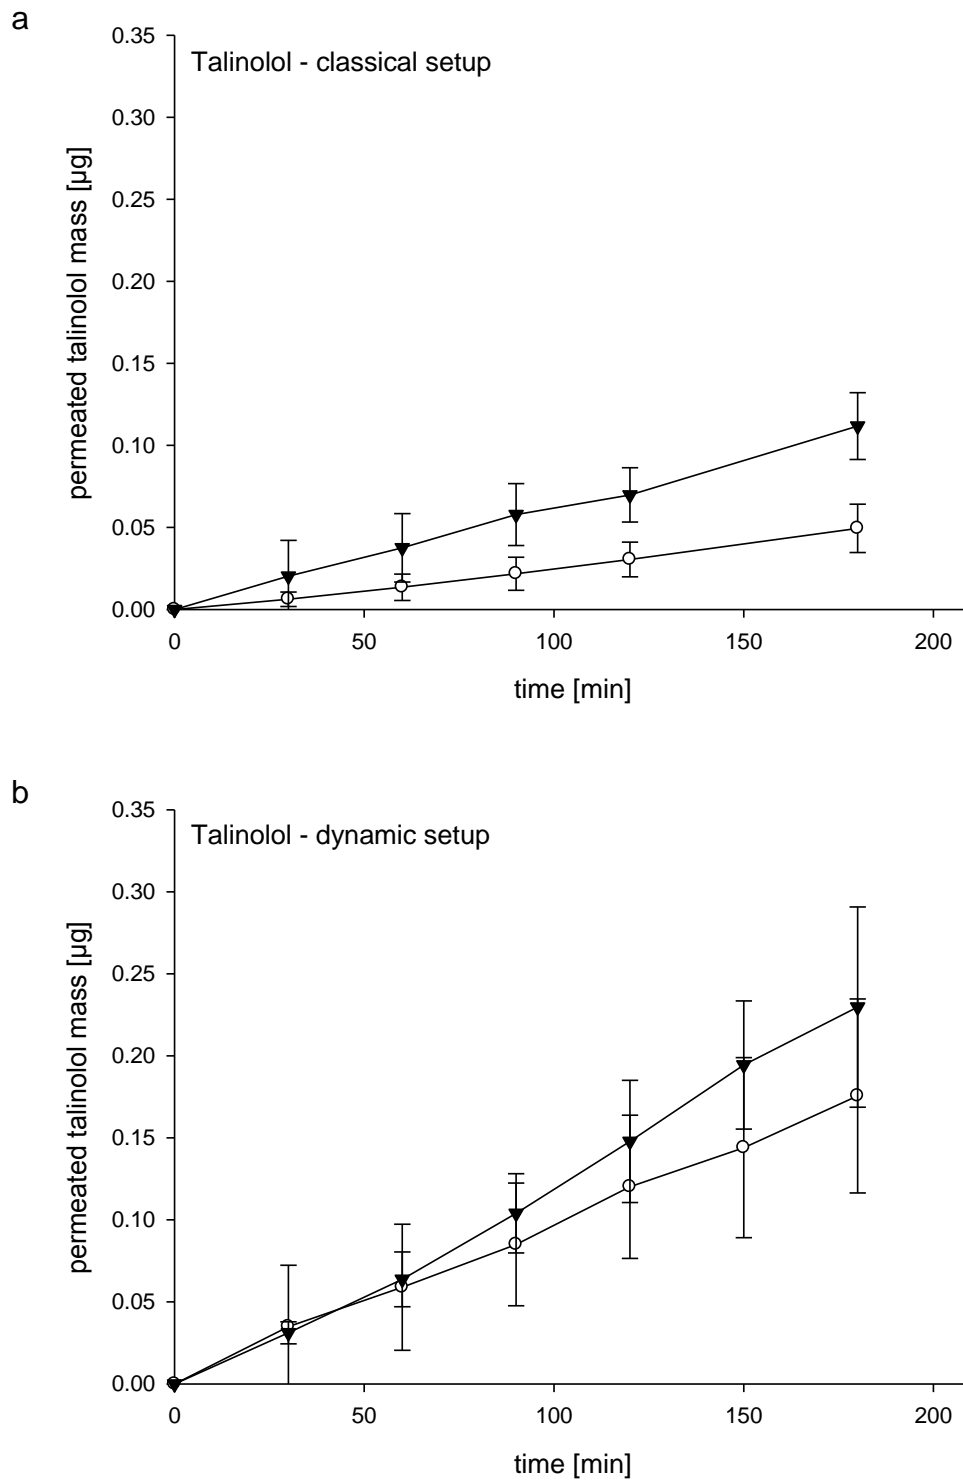 a
0.35
Talinolol - classical setup
0.30
0.25
0.20
0.15
0.10
0.05
0.00
permeated talinolol mass [µg]
0 50 100 150 200
time [min]
b
0.35
Talinolol - dynamic setup
0.30
0.25
0.20
0.15
0.10
0.05
0.00
permeated talinolol mass [µg]
0 50 100 150 200
time [min]